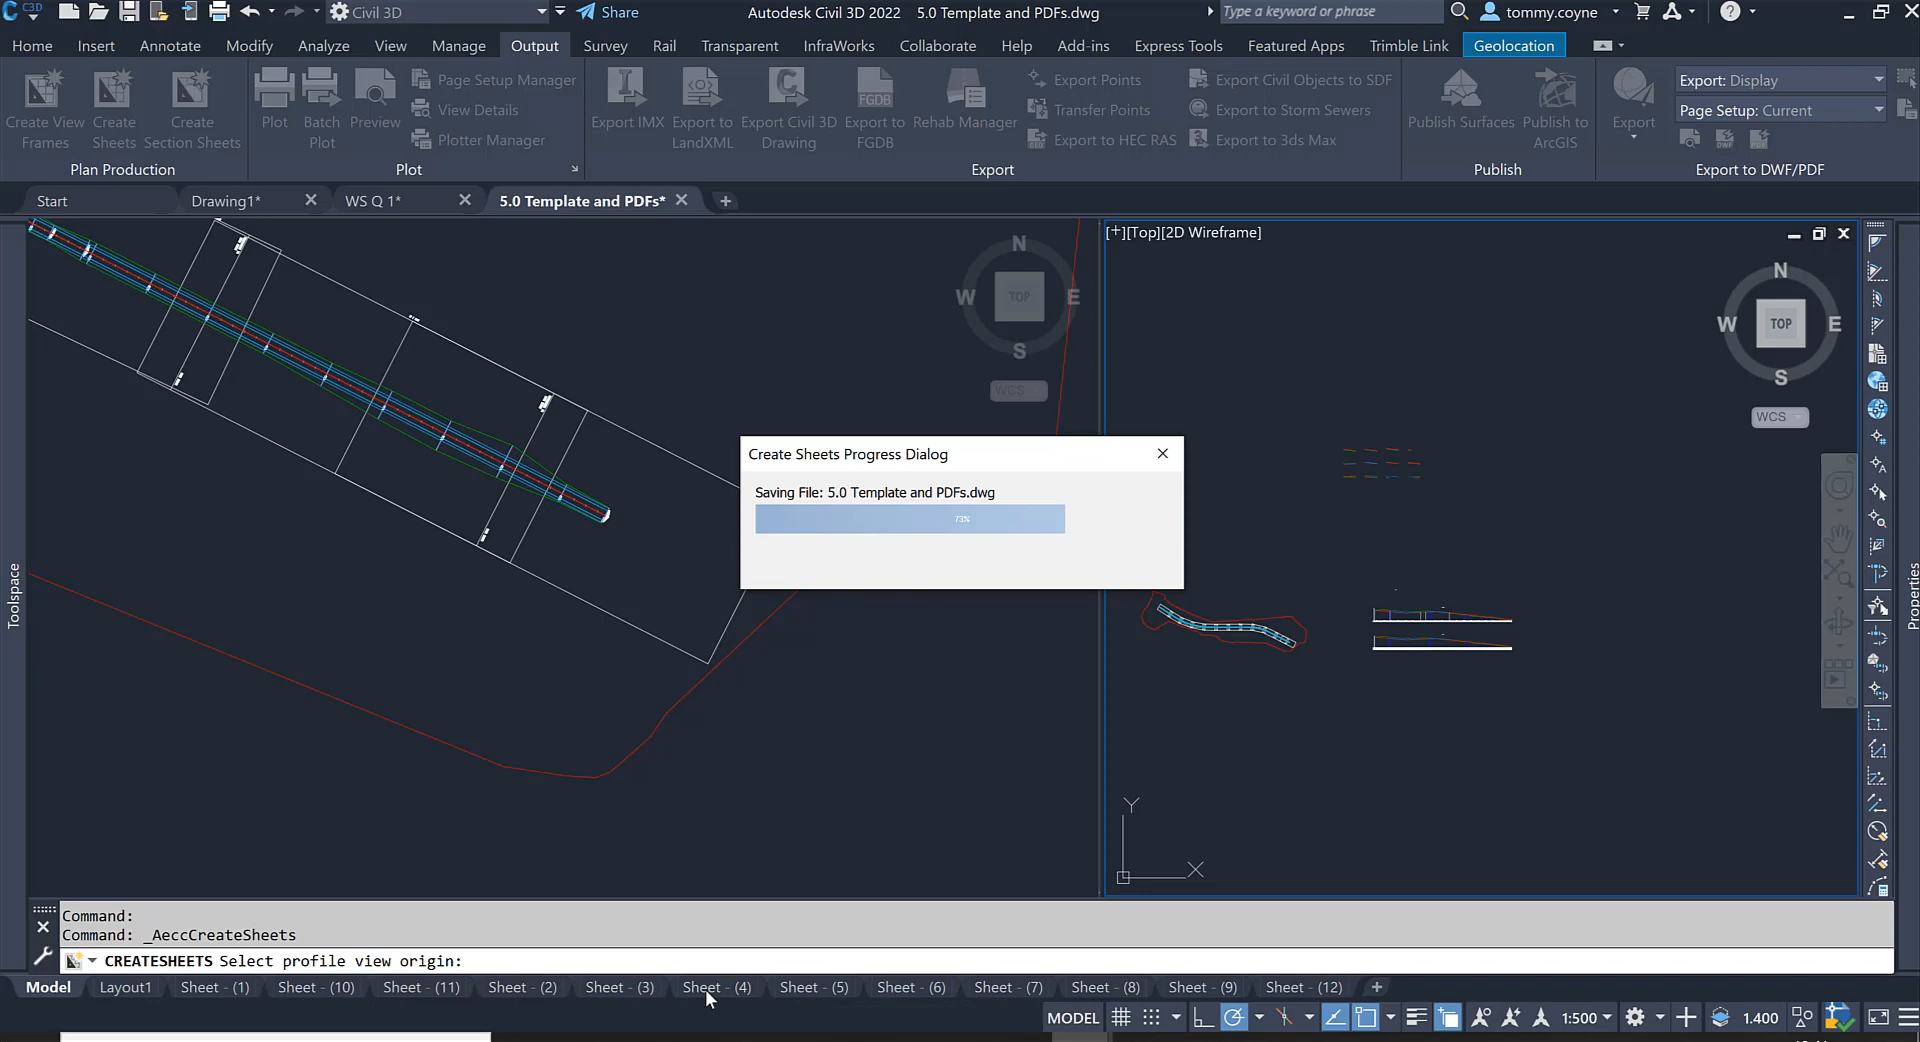 C3D
Civil 3D
Share
Autodesk Civil 3D 2022 5.0 Template and PDFs.dwg
Type a keyword or phrase
tommy.coyne
Home Insert Annotate Modify Analyze View Manage Output Survey Rail Transparent InfraWorks Collaborate Help Add-ins Express Tools Featured Apps Trimble Link Geolocation
Create View Frames
Create Sheets
Create Section Sheets
Plan Production
Plot
Batch Plot
Preview
Page Setup Manager
View Details
Plotter Manager
Plot
Export IMX
Export to LandXML
Export Civil 3D Drawing
FGDB
Export to FGDB
Rehab Manager
Export Points
Transfer Points
Export to HEC RAS
Export Civil Objects to SDF
Export to Storm Sewers
Export to 3ds Max
Export
Publish Surfaces
Publish to ArcGIS
Publish
Export
Export: Display
Page Setup: Current
Export to DWF/PDF
Start
Drawing1*
WS Q 1*
5.0 Template and PDFs*
N
W
TOP
E
S
WCS
[+][Top][2D Wireframe]
N
W
TOP
E
S
WCS
Toolspace
Properties
Create Sheets Progress Dialog
Saving File: 5.0 Template and PDFs.dwg
73%
Y
X
Command:
Command: _AeccCreateSheets
CREATESHEETS Select profile view origin:
Model Layout1 Sheet - (1) Sheet - (10) Sheet - (11) Sheet - (2) Sheet - (3) Sheet - (4) Sheet - (5) Sheet - (6) Sheet - (7) Sheet - (8) Sheet - (9) Sheet - (12)
MODEL
1:500
1.400